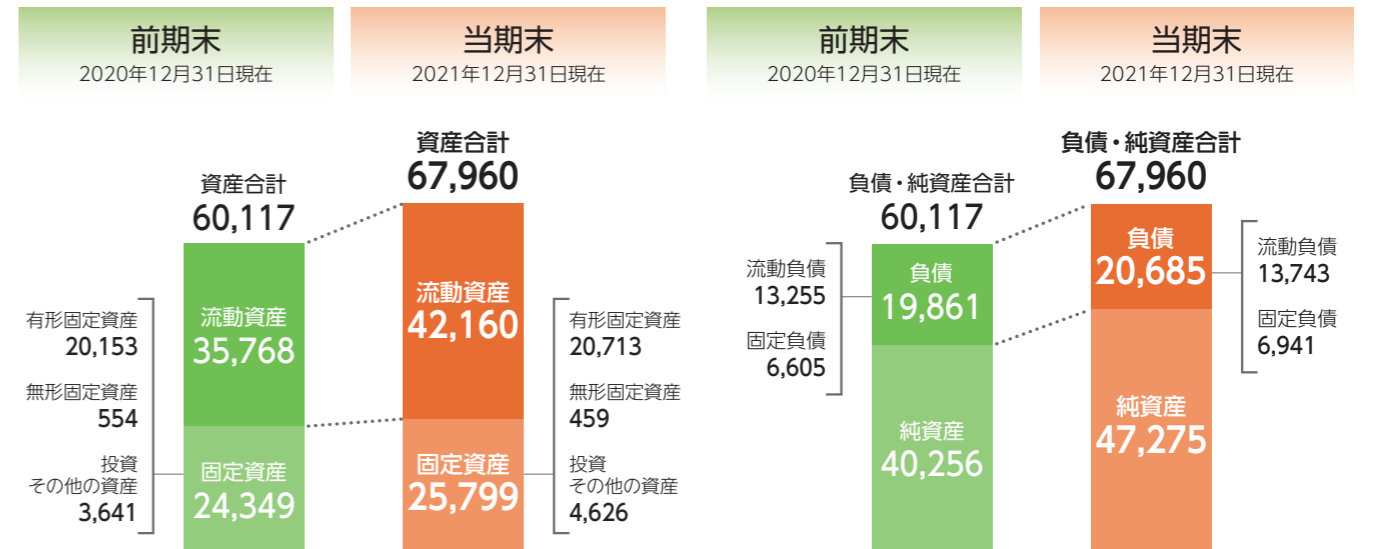 前期末
2020年12月31日現在
当期末
2021年12月31日現在
資産合計
60,117
流動資産
35,768
固定資産
24,349
有形固定資産
20,153
無形固定資産
554
投資
その他の資産
3,641
資産合計
67,960
流動資産
42,160
固定資産
25,799
有形固定資産
20,713
無形固定資産
459
投資
その他の資産
4,626
前期末
2020年12月31日現在
当期末
2021年12月31日現在
負債・純資産合計
60,117
流動負債
13,255
固定負債
6,605
負債
19,861
純資産
40,256
負債・純資産合計
67,960
負債
20,685
純資産
47,275
流動負債
13,743
固定負債
6,941